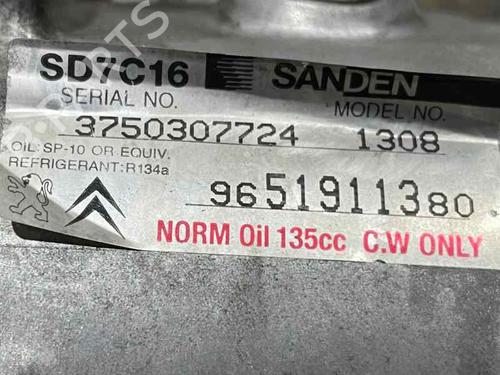 SD7C16 SANDEN
SERIAL NO. MODEL NO.
3750307724 1308
OIL: SP-10 OR EQUIV.
REFRIGERANT: R134a
9651911380
NORM Oil 135cc C.W ONLY